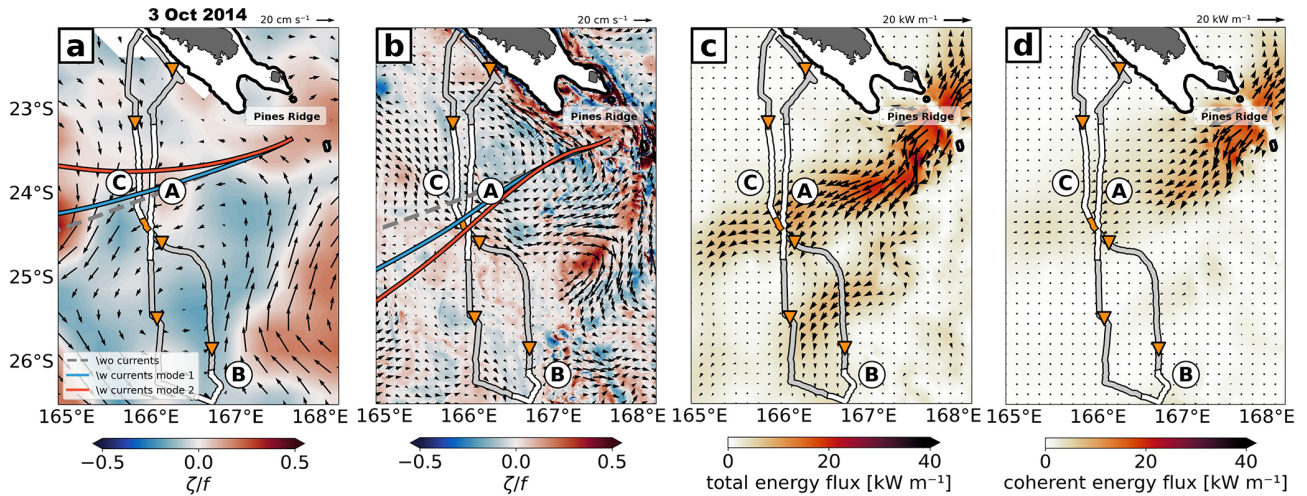 3 Oct 2014
20 cm s⁻¹
20 cm s⁻¹
20 kW m⁻¹
20 kW m⁻¹
a
b
c
d
23°S
24°S
25°S
26°S
Pines Ridge
Pines Ridge
Pines Ridge
Pines Ridge
C
A
B
C
A
B
C
A
B
C
A
B
\wo currents
\w currents mode 1
\w currents mode 2
165°E 166°E 167°E 168°E
165°E 166°E 167°E 168°E
165°E 166°E 167°E 168°E
165°E 166°E 167°E 168°E
−0.5 0.0 0.5
ζ/f
−0.5 0.0 0.5
ζ/f
0 20 40
total energy flux [kW m⁻¹]
0 20 40
coherent energy flux [kW m⁻¹]